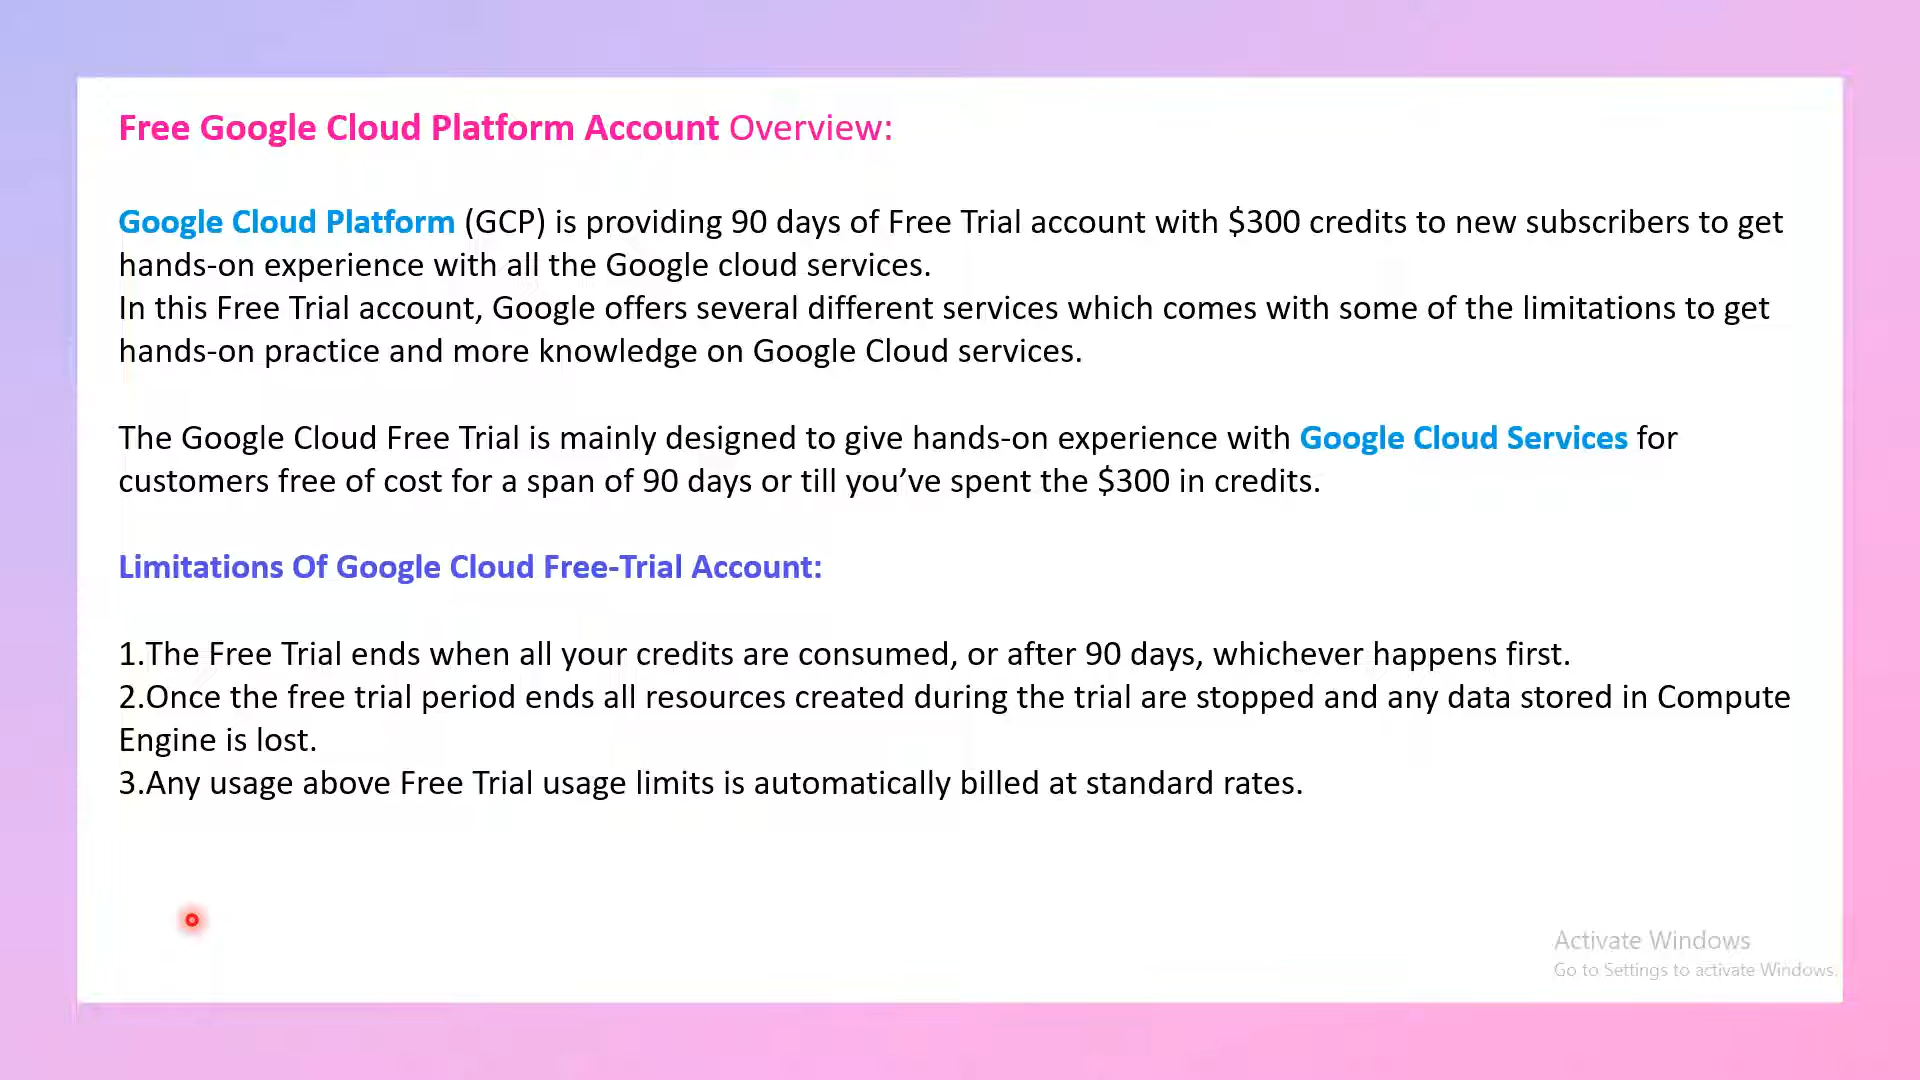 Free Google Cloud Platform Account Overview:
Google Cloud Platform (GCP) is providing 90 days of Free Trial account with $300 credits to new subscribers to get
hands-on experience with all the Google cloud services.
In this Free Trial account, Google offers several different services which comes with some of the limitations to get
hands-on practice and more knowledge on Google Cloud services.
The Google Cloud Free Trial is mainly designed to give hands-on experience with Google Cloud Services for
customers free of cost for a span of 90 days or till you’ve spent the $300 in credits.
Limitations Of Google Cloud Free-Trial Account:
1.The Free Trial ends when all your credits are consumed, or after 90 days, whichever happens first.
2.Once the free trial period ends all resources created during the trial are stopped and any data stored in Compute
Engine is lost.
3.Any usage above Free Trial usage limits is automatically billed at standard rates.
Activate Windows
Go to Settings to activate Windows.